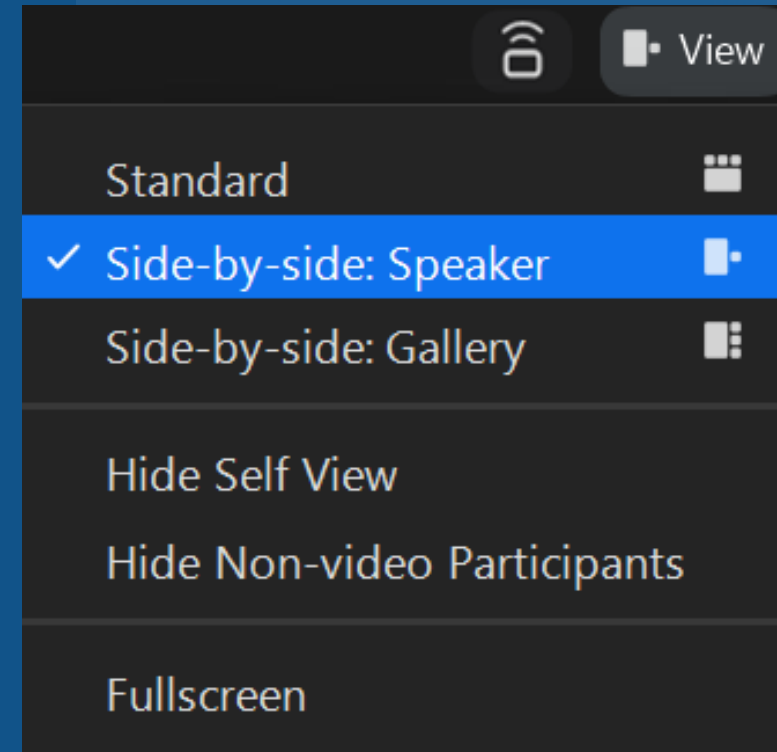 View
Standard
Side-by-side: Speaker
Side-by-side: Gallery
Hide Self View
Hide Non-video Participants
Fullscreen